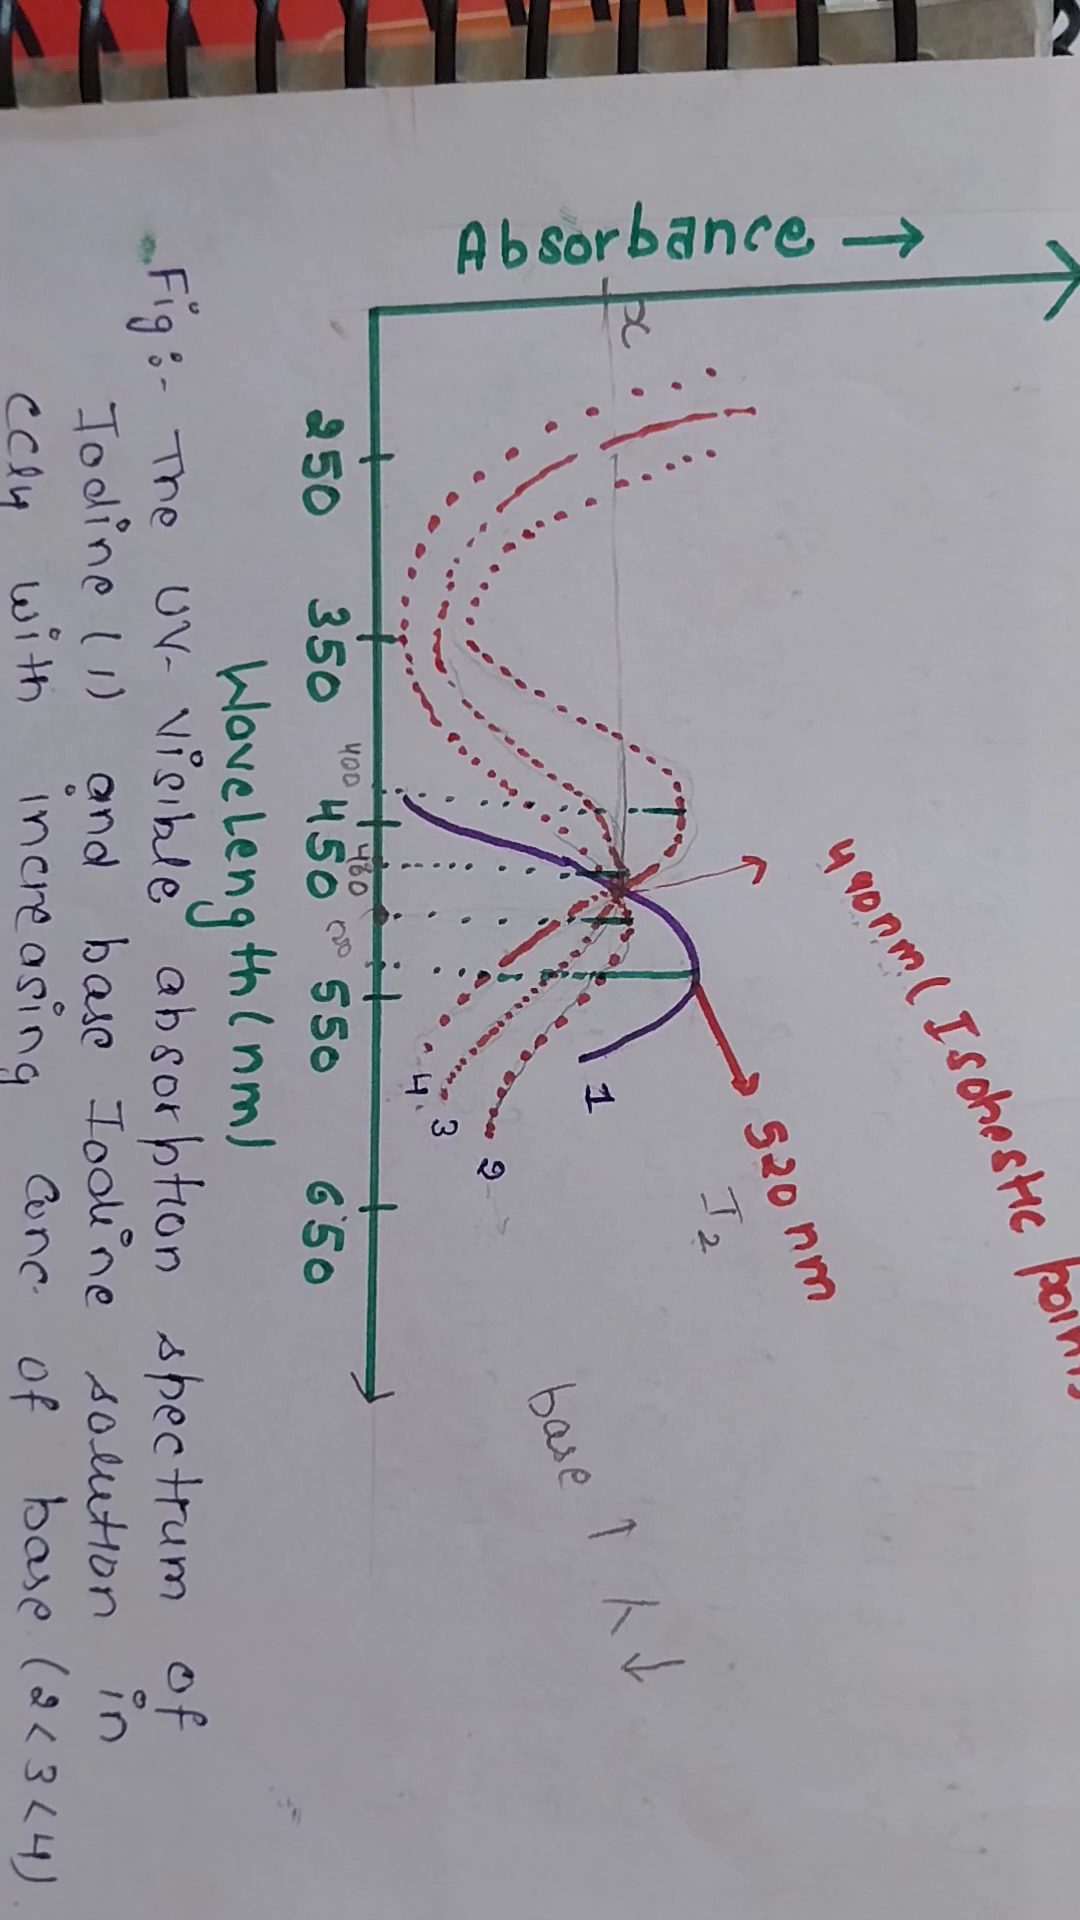 Absorbance →
x
440nm (Isobestic point)
520 nm
I2
1
2
4. 3
base ↑ λ ↓
250 350 450 550 650
400 480
Wavelength (nm)
Fig :- The UV-Visible absorption spectrum of
Iodine (1) and base Iodine solution in
CCl4 with increasing conc. of base (2<3<4).